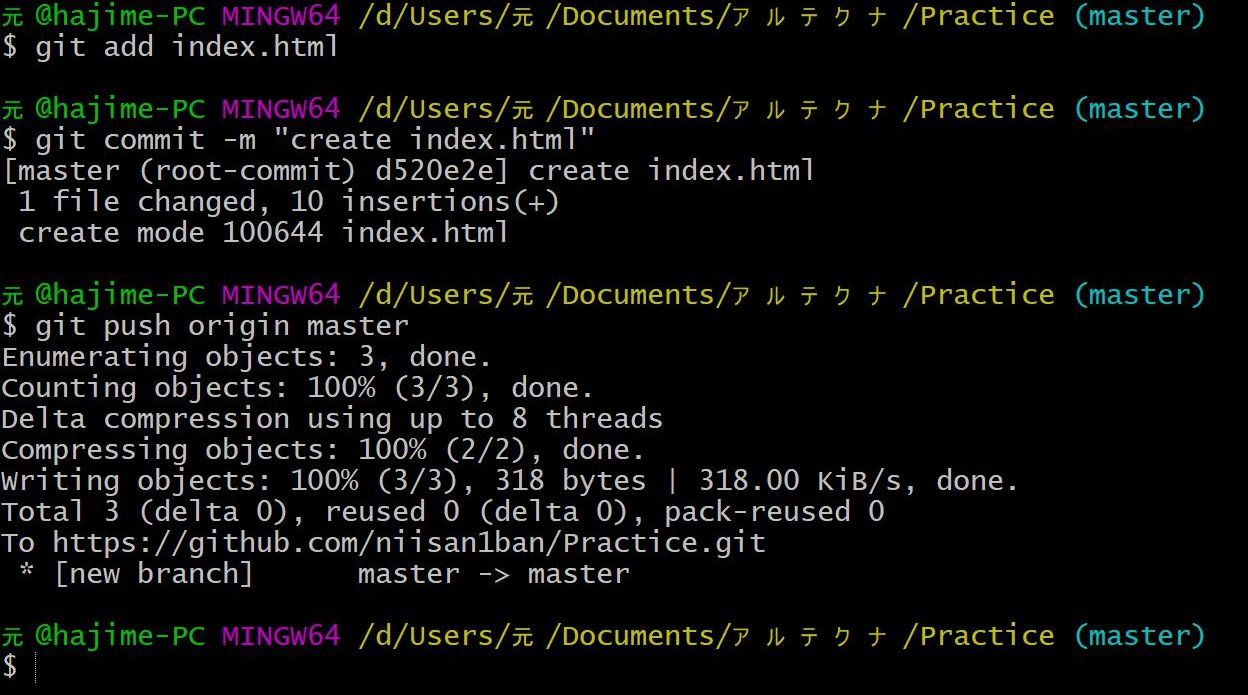 元@hajime-PC MINGW64 /d/Users/元/Documents/アルテクナ/Practice (master)
$ git add index.html
元@hajime-PC MINGW64 /d/Users/元/Documents/アルテクナ/Practice (master)
$ git commit -m "create index.html"
[master (root-commit) d520e2e] create index.html
 1 file changed, 10 insertions(+)
 create mode 100644 index.html
元@hajime-PC MINGW64 /d/Users/元/Documents/アルテクナ/Practice (master)
$ git push origin master
Enumerating objects: 3, done.
Counting objects: 100% (3/3), done.
Delta compression using up to 8 threads
Compressing objects: 100% (2/2), done.
Writing objects: 100% (3/3), 318 bytes | 318.00 KiB/s, done.
Total 3 (delta 0), reused 0 (delta 0), pack-reused 0
To https://github.com/niisan1ban/Practice.git
 * [new branch]      master -> master
元@hajime-PC MINGW64 /d/Users/元/Documents/アルテクナ/Practice (master)
$